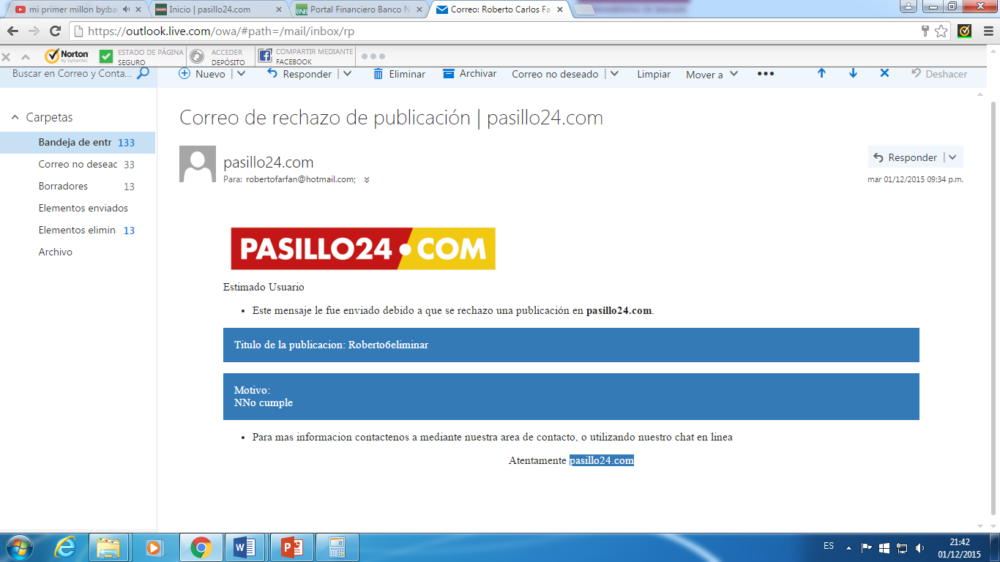 mi primer millon by:ba
Inicio | pasillo24.com
Portal Financiero Banco N
Correo: Roberto Carlos Fa
https://outlook.live.com/owa/#path=/mail/inbox/rp
Norton
by Symantec
ESTADO DE PÁGINA
SEGURO
ACCEDER
DEPÓSITO
COMPARTIR MEDIANTE
FACEBOOK
Buscar en Correo y Conta...
Nuevo
Responder
Eliminar
Archivar
Correo no deseado
Limpiar
Mover a
Deshacer
Carpetas
Bandeja de entr 133
Correo no deseac 33
Borradores 13
Elementos enviados
Elementos elimin 13
Archivo
Correo de rechazo de publicación | pasillo24.com
pasillo24.com
Para: robertofarfan@hotmail.com;
Responder
mar 01/12/2015 09:34 p.m.
PASILLO24.COM
Estimado Usuario
• Este mensaje le fue enviado debido a que se rechazo una publicación en pasillo24.com.
Titulo de la publicacion: Roberto6eliminar
Motivo:
NNo cumple
• Para mas informacion contactenos a mediante nuestra area de contacto, o utilizando nuestro chat en linea
Atentamente pasillo24.com
ES
21:42
01/12/2015